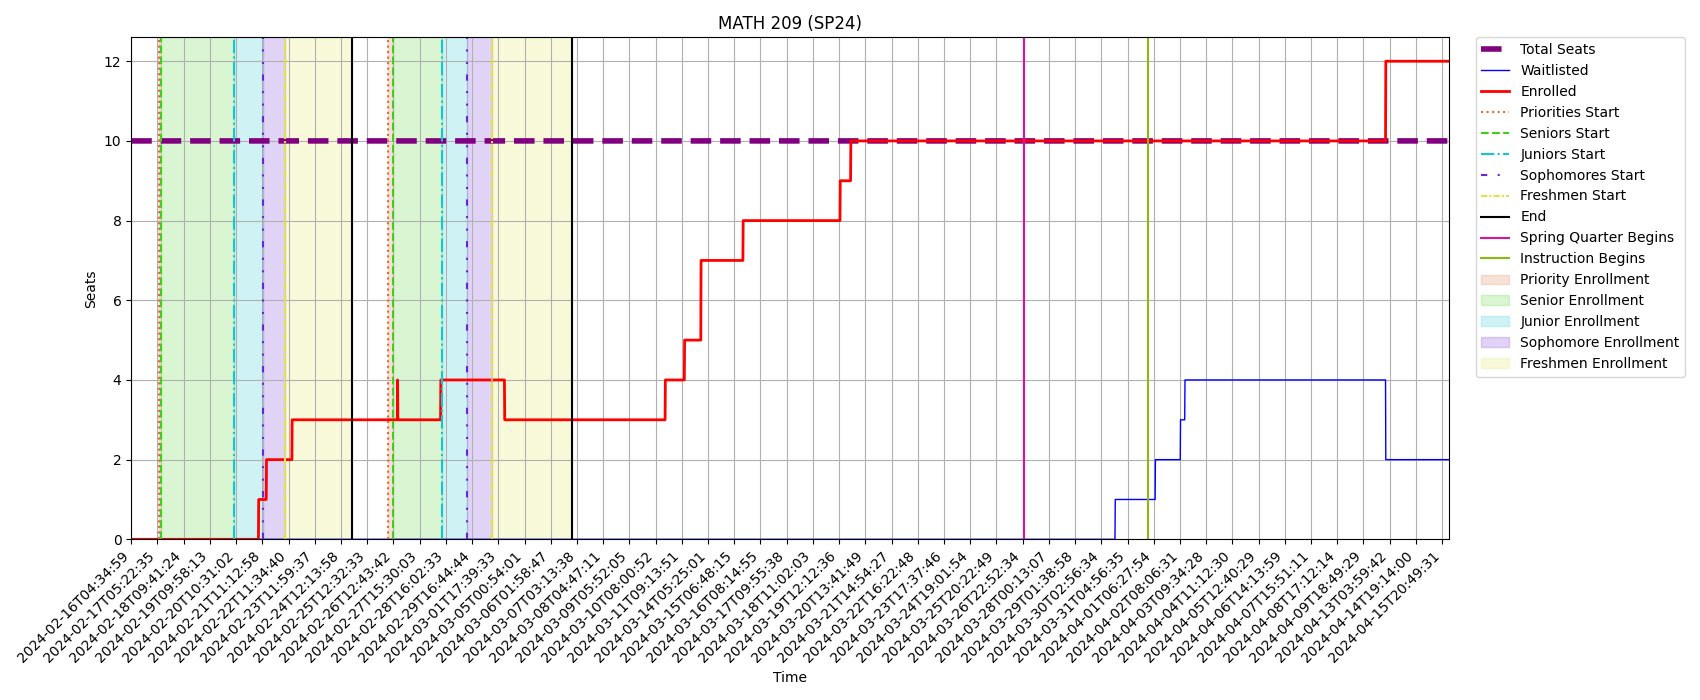 MATH 209 (SP24)
Seats
12
10
8
6
4
2
0
2024-02-16T04:34:59
2024-02-17T05:22:35
2024-02-18T09:41:24
2024-02-19T09:58:13
2024-02-20T10:31:02
2024-02-21T11:12:58
2024-02-22T11:34:40
2024-02-23T11:59:37
2024-02-24T12:13:58
2024-02-25T12:32:33
2024-02-26T12:43:42
2024-02-27T15:30:03
2024-02-28T16:02:33
2024-02-29T16:44:44
2024-03-01T17:39:33
2024-03-05T00:54:01
2024-03-06T01:58:47
2024-03-07T03:13:38
2024-03-08T04:47:11
2024-03-09T05:52:05
2024-03-10T08:00:52
2024-03-11T09:13:51
2024-03-14T05:25:01
2024-03-15T06:48:15
2024-03-16T08:14:55
2024-03-17T09:55:38
2024-03-18T11:02:03
2024-03-19T12:12:36
2024-03-20T13:41:49
2024-03-21T14:54:27
2024-03-22T16:22:48
2024-03-23T17:37:46
2024-03-24T19:01:54
2024-03-25T20:22:49
2024-03-26T22:52:34
2024-03-28T00:13:07
2024-03-29T01:38:58
2024-03-30T02:56:34
2024-03-31T04:56:35
2024-04-01T06:27:54
2024-04-02T08:06:31
2024-04-03T09:34:28
2024-04-04T11:12:30
2024-04-05T12:40:29
2024-04-06T14:13:59
2024-04-07T15:51:11
2024-04-08T17:12:14
2024-04-09T18:49:29
2024-04-13T03:59:42
2024-04-14T19:14:00
2024-04-15T20:49:31
Time
Total Seats
Waitlisted
Enrolled
Priorities Start
Seniors Start
Juniors Start
Sophomores Start
Freshmen Start
End
Spring Quarter Begins
Instruction Begins
Priority Enrollment
Senior Enrollment
Junior Enrollment
Sophomore Enrollment
Freshmen Enrollment